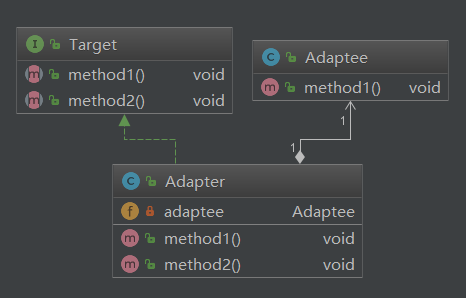 I Target
m method1() void
m method2() void
C Adaptee
m method1() void
1
1
C Adapter
f adaptee Adaptee
m method1() void
m method2() void